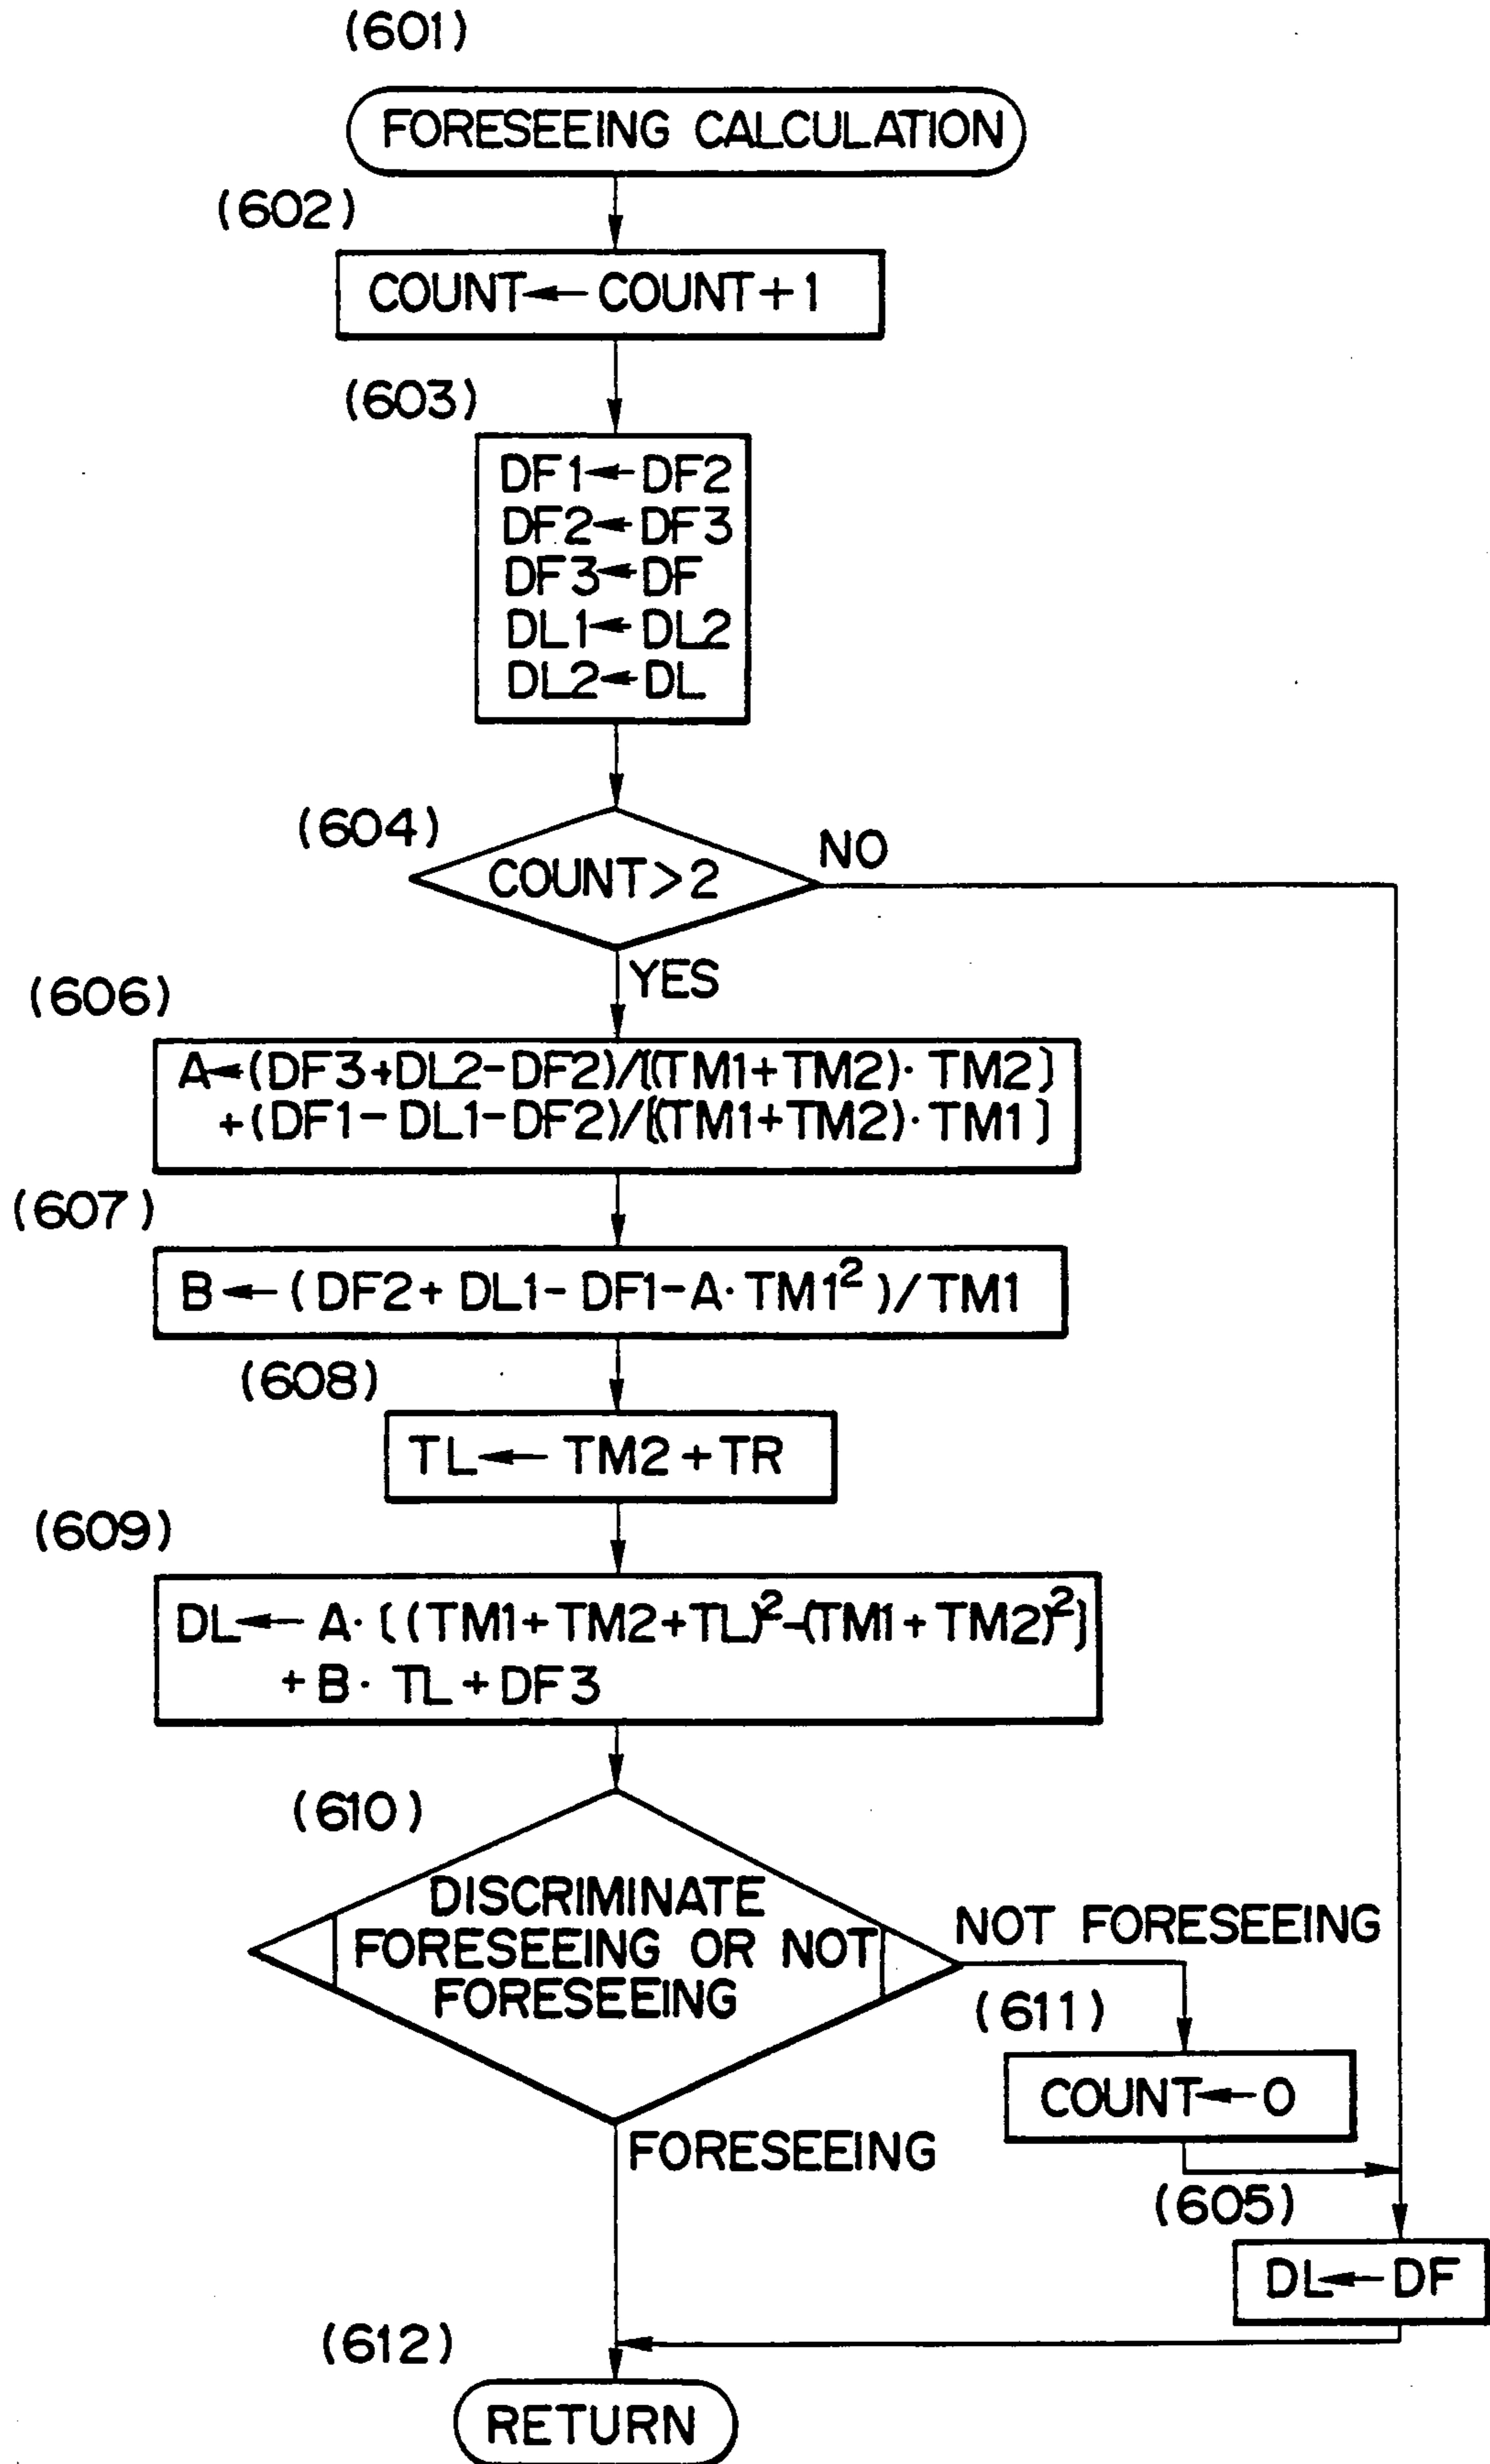 (601)
FORESEEING CALCULATION
(602)
COUNT←COUNT+1
(603)
DF1←DF2
DF2←DF3
DF3←DF
DL1←DL2
DL2←DL
(604)
COUNT>2
NO
YES
(606)
A←(DF3+DL2-DF2)/[(TM1+TM2)·TM2]
+(DF1-DL1-DF2)/[(TM1+TM2)·TM1]
(607)
B←(DF2+DL1-DF1-A·TM1²)/TM1
(608)
TL←TM2+TR
(609)
DL←A·[(TM1+TM2+TL)²-(TM1+TM2)²]
+B·TL+DF3
(610)
DISCRIMINATE
FORESEEING OR NOT
FORESEEING
NOT FORESEEING
(611)
COUNT←0
FORESEEING
(605)
DL←DF
(612)
RETURN